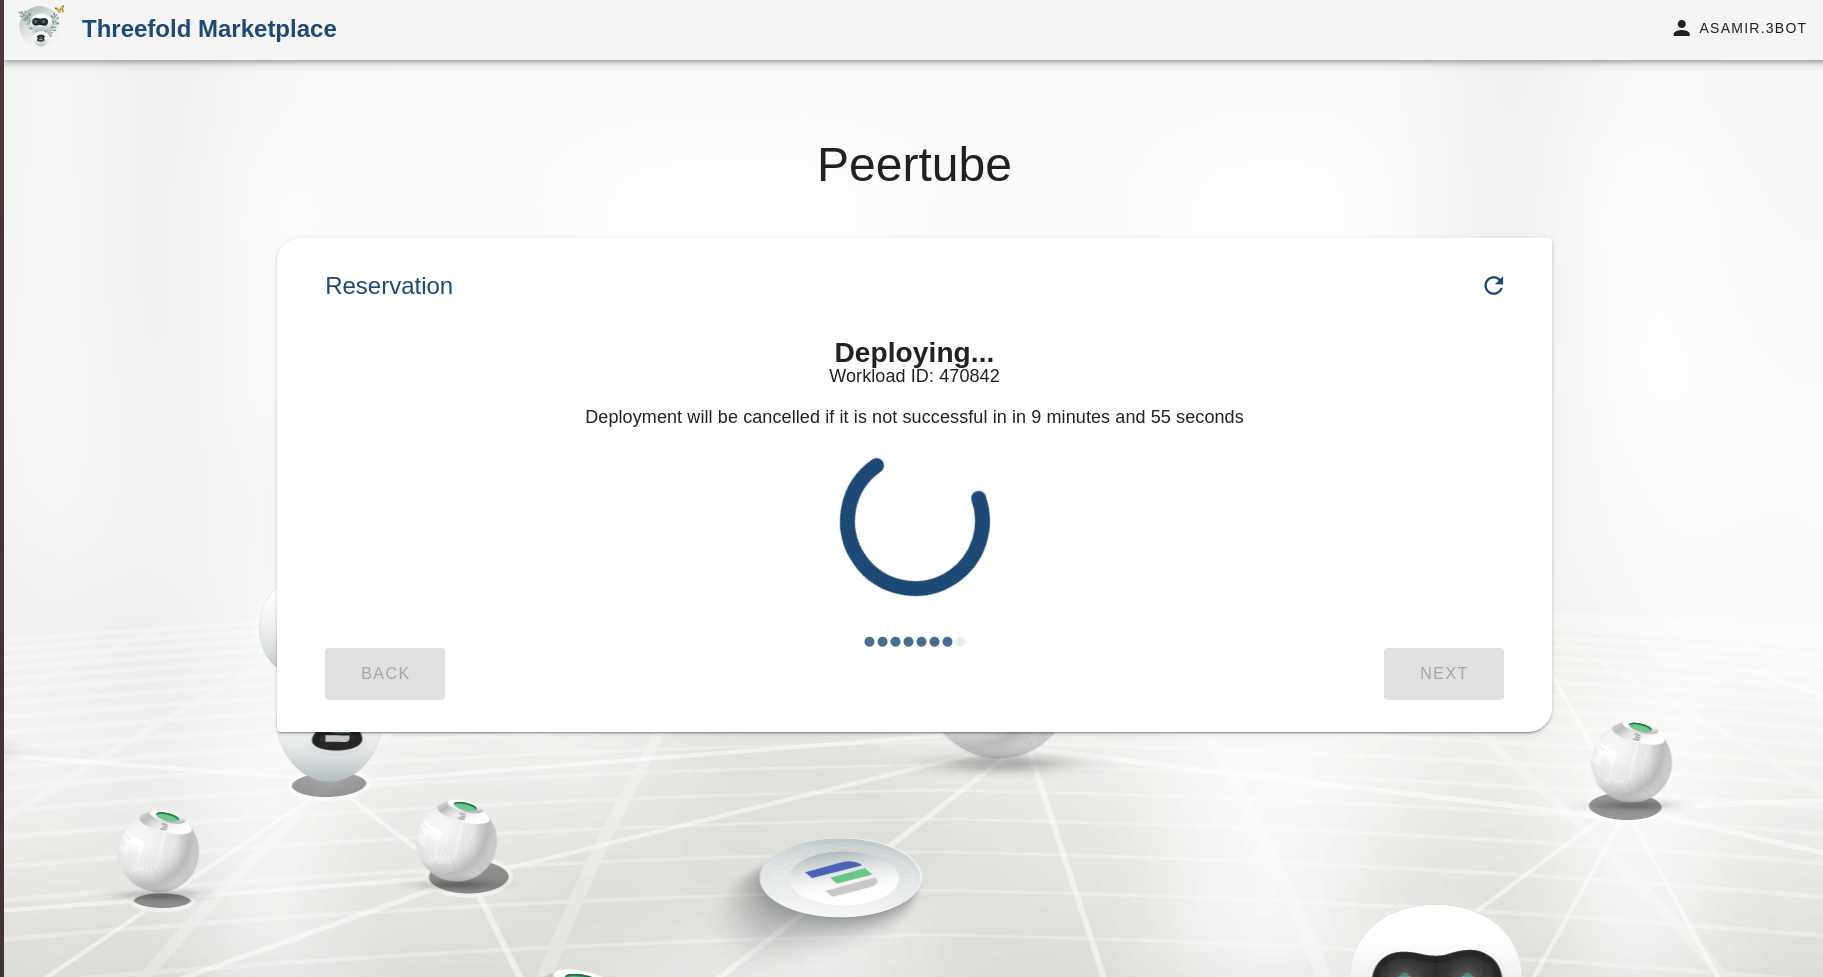 Threefold Marketplace
ASAMIR.3BOT
Peertube
Reservation
Deploying...
Workload ID: 470842
Deployment will be cancelled if it is not successful in in 9 minutes and 55 seconds
BACK
NEXT